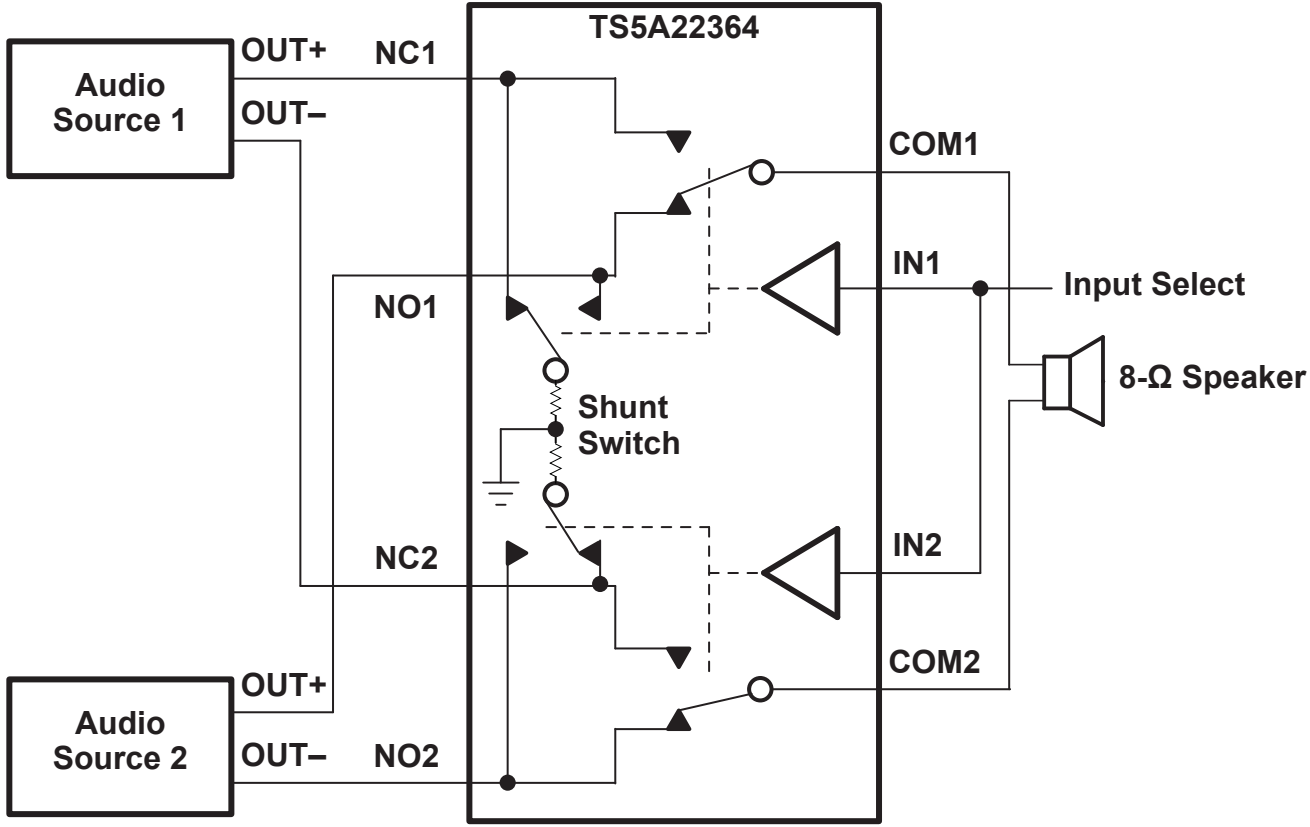 TS5A22364
Audio
Source 1
OUT+
NC1
OUT–
COM1
NO1
IN1
Input Select
8-Ω Speaker
Shunt
Switch
NC2
IN2
COM2
Audio
Source 2
OUT+
OUT–
NO2